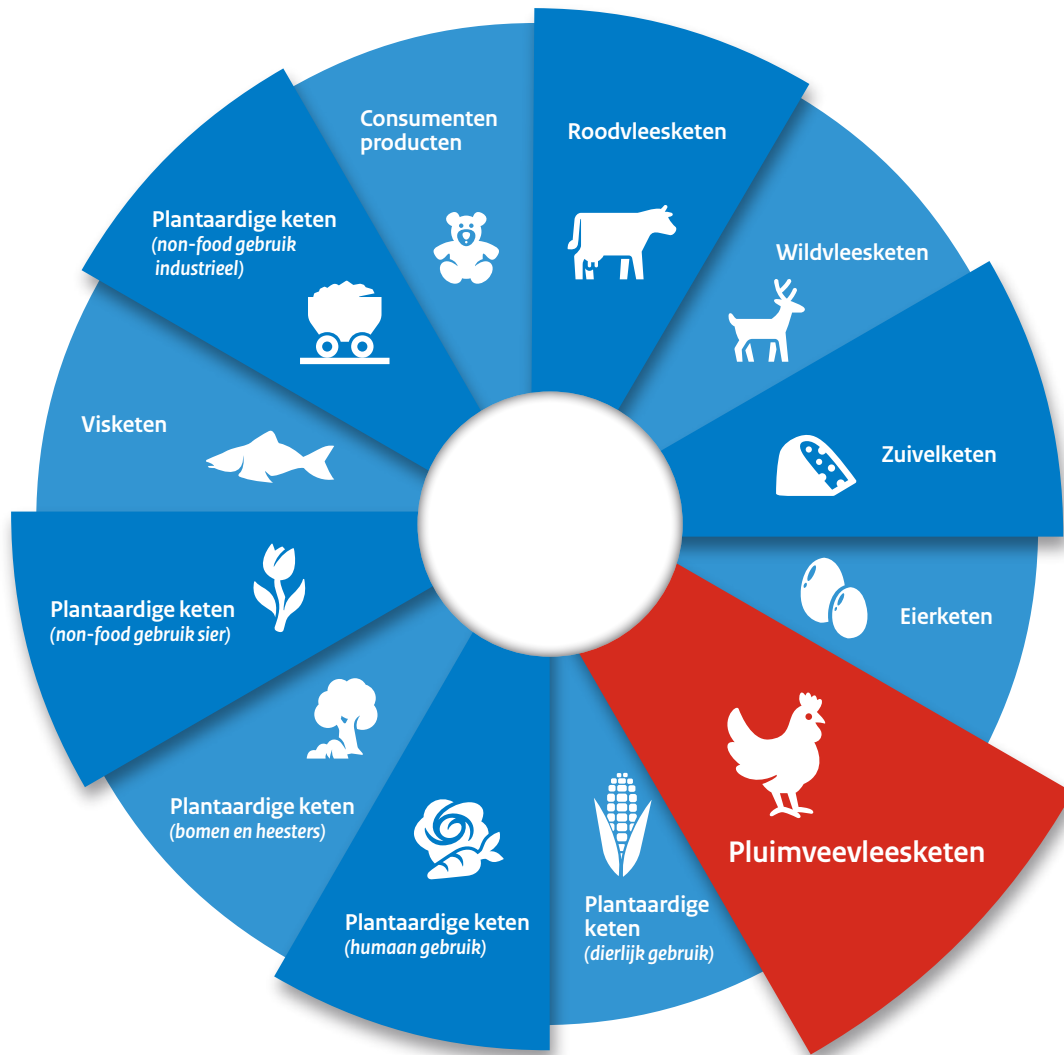 Consumenten
producten
Roodvleesketen
Wildvleesketen
Zuivelketen
Eierketen
Pluimveevleesketen
Plantaardige
keten
(dierlijk gebruik)
Plantaardige keten
(humaan gebruik)
Plantaardige keten
(bomen en heesters)
Plantaardige keten
(non-food gebruik sier)
Visketen
Plantaardige keten
(non-food gebruik
industrieel)